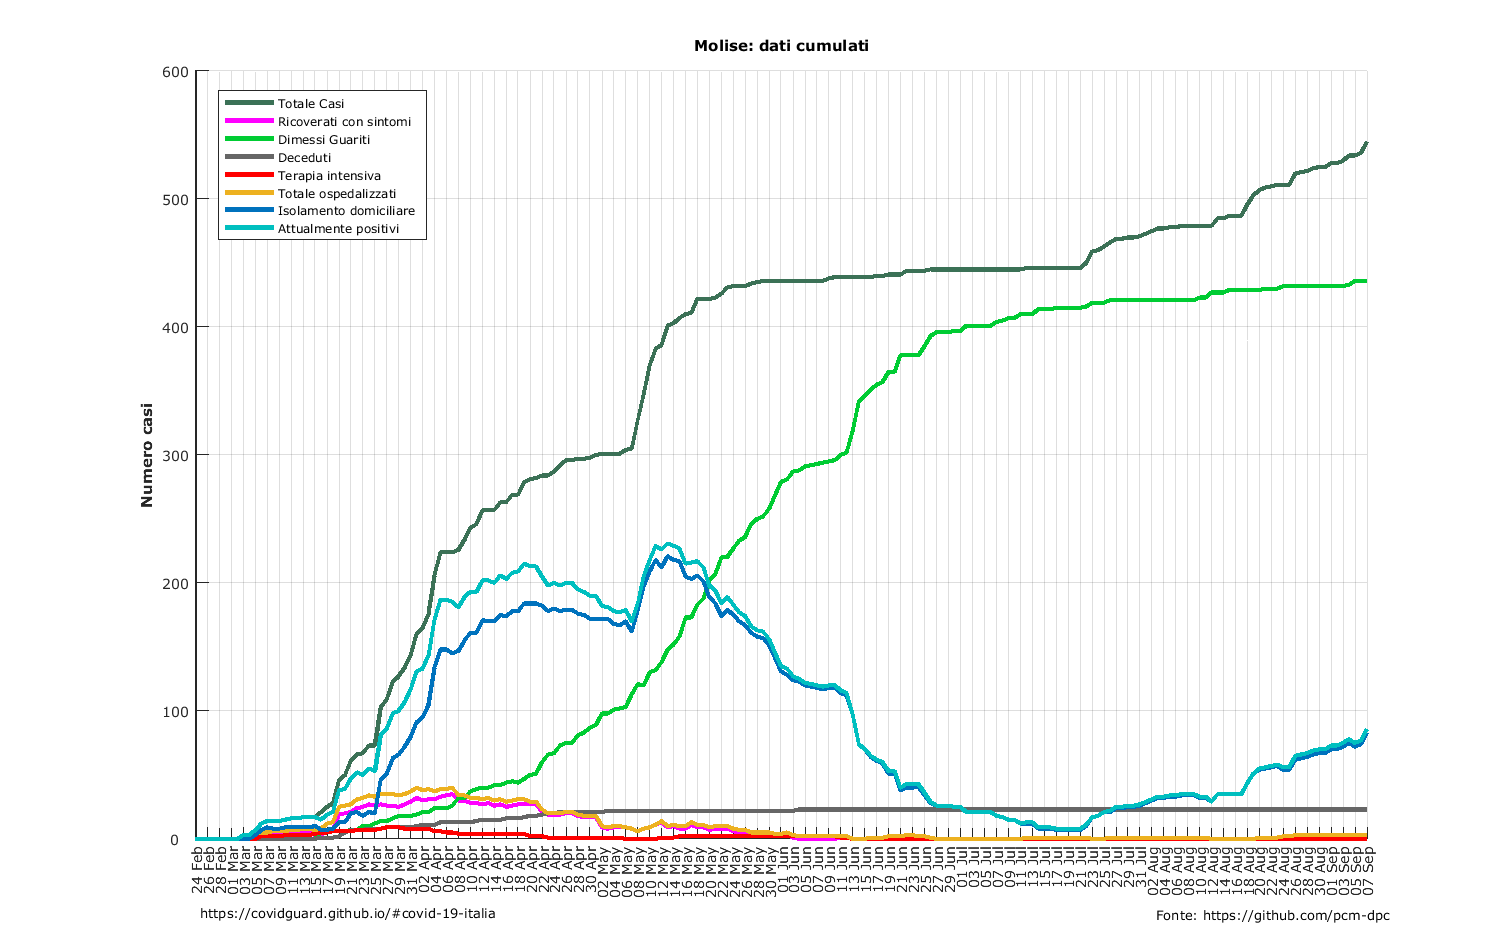 Molise: dati cumulati
600
500
400
300
200
100
0
Numero casi
Totale Casi
Ricoverati con sintomi
Dimessi Guariti
Deceduti
Terapia intensiva
Totale ospedalizzati
Isolamento domiciliare
Attualmente positivi
24 Feb
26 Feb
28 Feb
01 Mar
03 Mar
05 Mar
07 Mar
09 Mar
11 Mar
13 Mar
15 Mar
17 Mar
19 Mar
21 Mar
23 Mar
25 Mar
27 Mar
29 Mar
31 Mar
02 Apr
04 Apr
06 Apr
08 Apr
10 Apr
12 Apr
14 Apr
16 Apr
18 Apr
20 Apr
22 Apr
24 Apr
26 Apr
28 Apr
30 Apr
02 May
04 May
06 May
08 May
10 May
12 May
14 May
16 May
18 May
20 May
22 May
24 May
26 May
28 May
30 May
01 Jun
03 Jun
05 Jun
07 Jun
09 Jun
11 Jun
13 Jun
15 Jun
17 Jun
19 Jun
21 Jun
23 Jun
25 Jun
27 Jun
29 Jun
01 Jul
03 Jul
05 Jul
07 Jul
09 Jul
11 Jul
13 Jul
15 Jul
17 Jul
19 Jul
21 Jul
23 Jul
25 Jul
27 Jul
29 Jul
31 Jul
02 Aug
04 Aug
06 Aug
08 Aug
10 Aug
12 Aug
14 Aug
16 Aug
18 Aug
20 Aug
22 Aug
24 Aug
26 Aug
28 Aug
30 Aug
01 Sep
03 Sep
05 Sep
07 Sep
https://covidguard.github.io/#covid-19-italia
Fonte: https://github.com/pcm-dpc